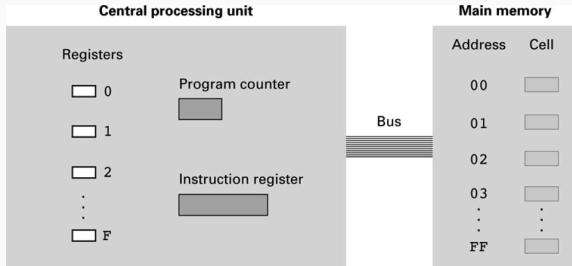 Central processing unit
Main memory
Registers
0
1
2
F
Program counter
Instruction register
Bus
Address Cell
00
01
02
03
FF